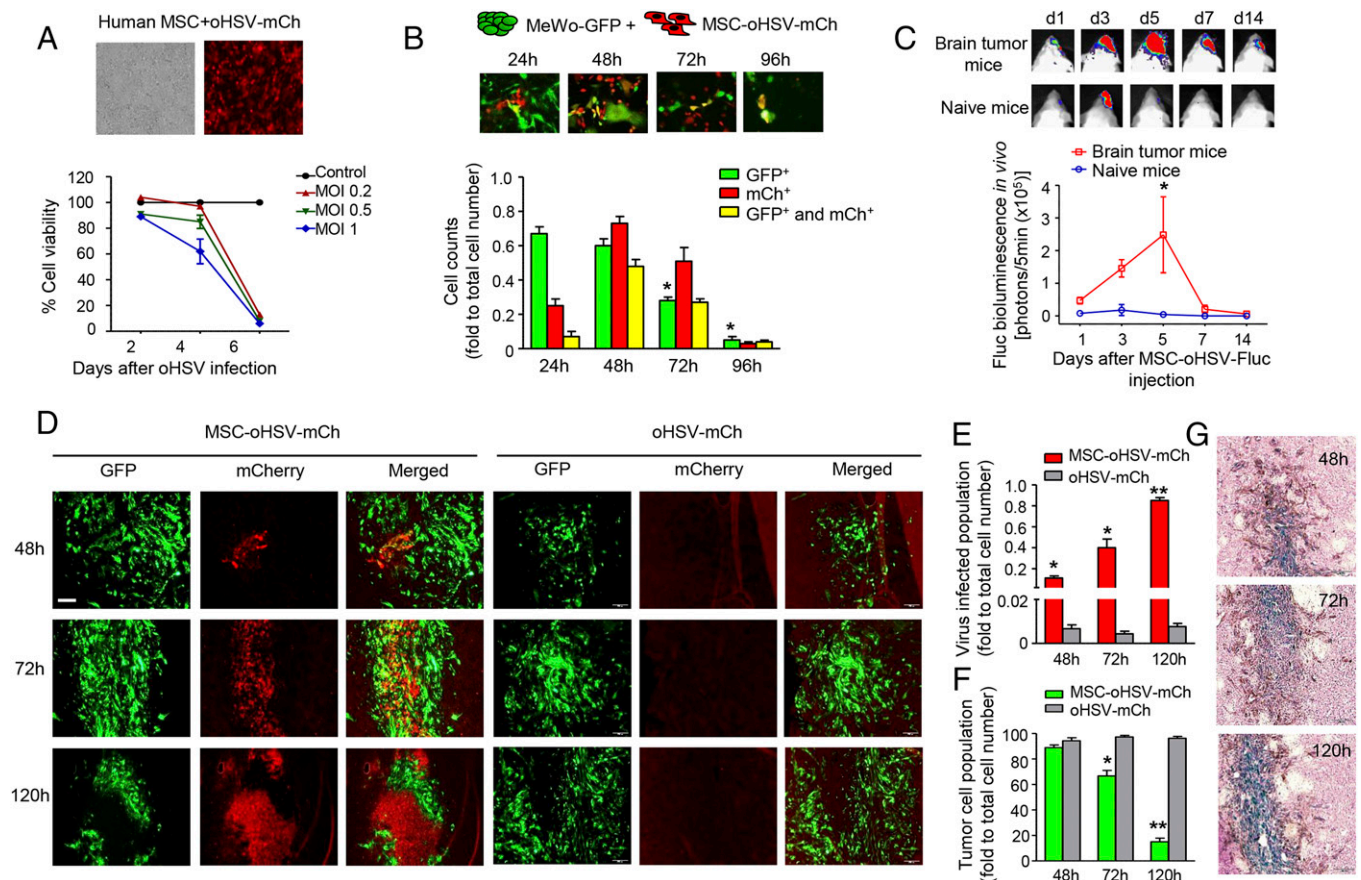 A
Human MSC+oHSV-mCh
% Cell viability
120
100
80
60
40
20
0
2 4 6
Days after oHSV infection
Control
MOI 0.2
MOI 0.5
MOI 1
B
MeWo-GFP + MSC-oHSV-mCh
24h 48h 72h 96h
Cell counts
(fold to total cell number)
0.8
0.6
0.4
0.2
0.0
GFP⁺
mCh⁺
GFP⁺ and mCh⁺
*
*
24h 48h 72h 96h
C
d1 d3 d5 d7 d14
Brain tumor
mice
Naive mice
Brain tumor mice
Naive mice
Fluc bioluminescence in vivo
[photons/5min (x10⁵)]
4
3
2
1
0
*
1 3 5 7 14
Days after MSC-oHSV-Fluc
injection
D
MSC-oHSV-mCh oHSV-mCh
GFP mCherry Merged GFP mCherry Merged
48h
72h
120h
E
MSC-oHSV-mCh
oHSV-mCh
Virus infected population
(fold to total cell number)
1.0
0.8
0.6
0.4
0.2
0.02
0
*
*
**
48h 72h 120h
F
MSC-oHSV-mCh
oHSV-mCh
Tumor cell population
(fold to total cell number)
100
80
60
40
20
0
*
**
48h 72h 120h
G
48h
72h
120h